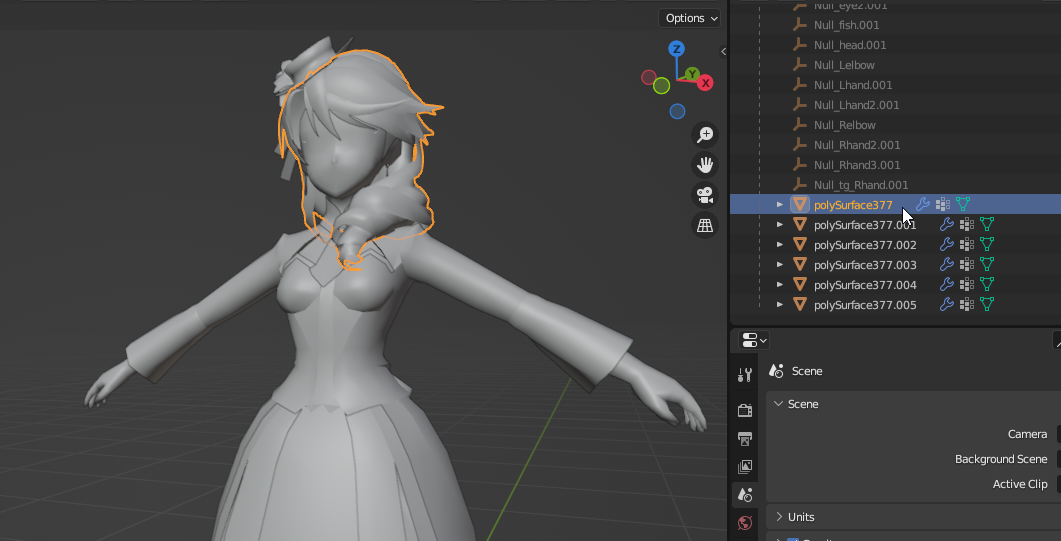 Options
Z
Y
X
Null_eye2.001
Null_fish.001
Null_head.001
Null_Lelbow
Null_Lhand.001
Null_Lhand2.001
Null_Relbow
Null_Rhand2.001
Null_Rhand3.001
Null_tg_Rhand.001
polySurface377
polySurface377.001
polySurface377.002
polySurface377.003
polySurface377.004
polySurface377.005
Scene
Scene
Camera
Background Scene
Active Clip
Units